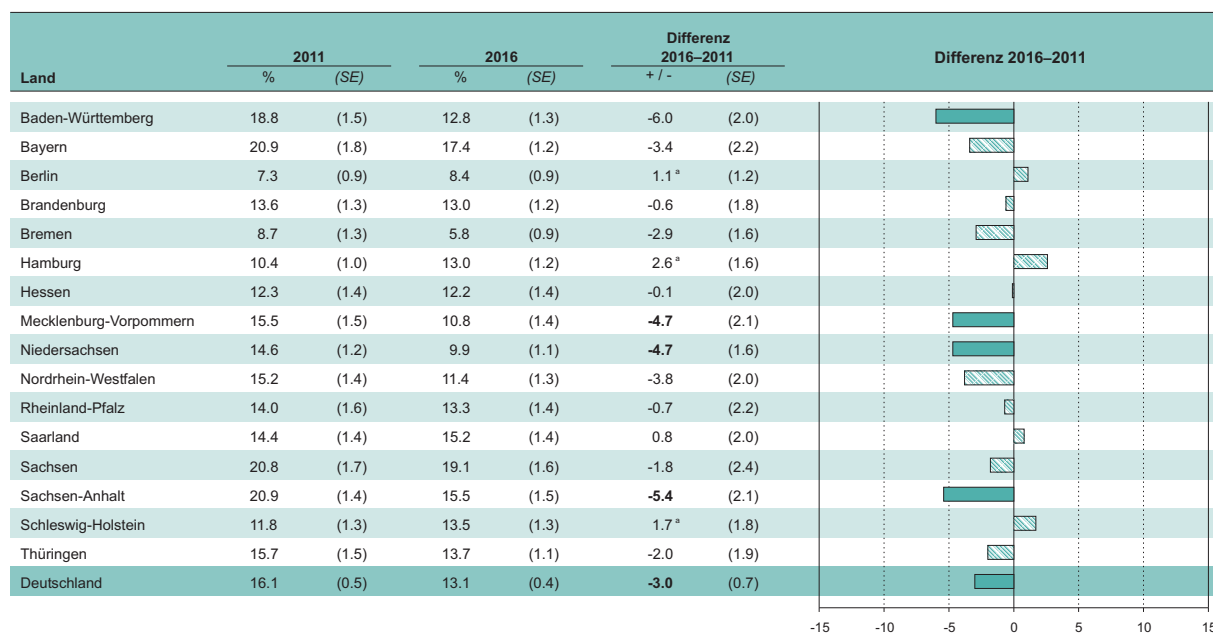 Land 2011 2016 Differenz 2016–2011 Differenz 2016–2011
% (SE) % (SE) + / - (SE)
Baden-Württemberg 18.8 (1.5) 12.8 (1.3) -6.0 (2.0)
Bayern 20.9 (1.8) 17.4 (1.2) -3.4 (2.2)
Berlin 7.3 (0.9) 8.4 (0.9) 1.1 a (1.2)
Brandenburg 13.6 (1.3) 13.0 (1.2) -0.6 (1.8)
Bremen 8.7 (1.3) 5.8 (0.9) -2.9 (1.6)
Hamburg 10.4 (1.0) 13.0 (1.2) 2.6 a (1.6)
Hessen 12.3 (1.4) 12.2 (1.4) -0.1 (2.0)
Mecklenburg-Vorpommern 15.5 (1.5) 10.8 (1.4) -4.7 (2.1)
Niedersachsen 14.6 (1.2) 9.9 (1.1) -4.7 (1.6)
Nordrhein-Westfalen 15.2 (1.4) 11.4 (1.3) -3.8 (2.0)
Rheinland-Pfalz 14.0 (1.6) 13.3 (1.4) -0.7 (2.2)
Saarland 14.4 (1.4) 15.2 (1.4) 0.8 (2.0)
Sachsen 20.8 (1.7) 19.1 (1.6) -1.8 (2.4)
Sachsen-Anhalt 20.9 (1.4) 15.5 (1.5) -5.4 (2.1)
Schleswig-Holstein 11.8 (1.3) 13.5 (1.3) 1.7 a (1.8)
Thüringen 15.7 (1.5) 13.7 (1.1) -2.0 (1.9)
Deutschland 16.1 (0.5) 13.1 (0.4) -3.0 (0.7)
-15 -10 -5 0 5 10 15